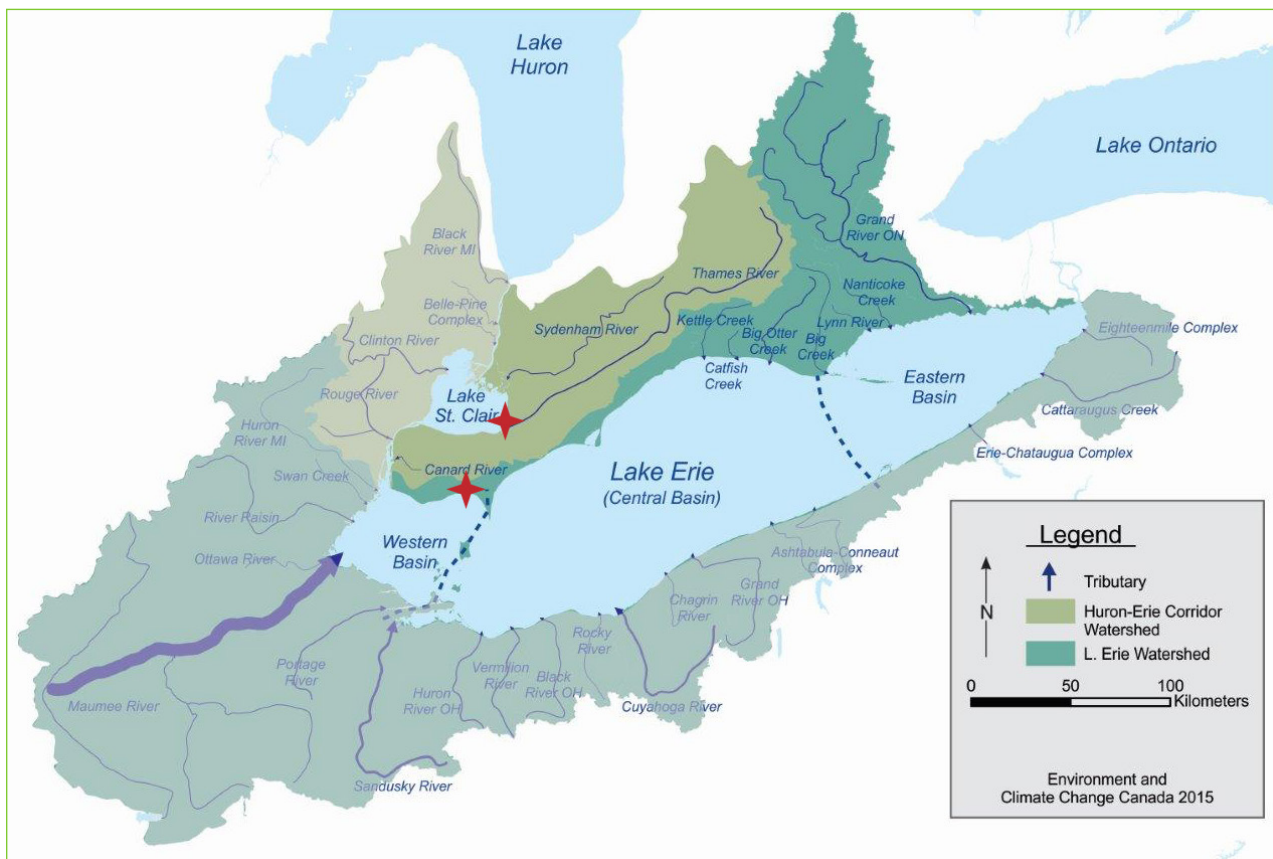 Lake
Huron
Lake Ontario
Black
River MI
Grand
River ON
Thames River
Belle-Pine
Complex
Nanticoke
Creek
Sydenham River
Kettle Creek
Lynn River
Big Otter
Creek
Big
Creek
Eighteenmile Complex
Clinton River
Catfish
Creek
Eastern
Basin
Rouge River
Lake
St. Clair
Cattaraugus Creek
Huron
River MI
Erie-Chataugua Complex
Canard River
Lake Erie
(Central Basin)
Swan Creek
River Raisin
Western
Basin
Ottawa River
Ashtabula-Conneaut
Complex
Grand
River OH
Chagrin
River
Rocky
River
Portage
River
Huron
River OH
Vermilion
River
Black
River OH
Maumee River
Cuyahoga River
Sandusky River
Legend
N
Tributary
Huron-Erie Corridor
Watershed
L. Erie Watershed
0 50 100
Kilometers
Environment and
Climate Change Canada 2015